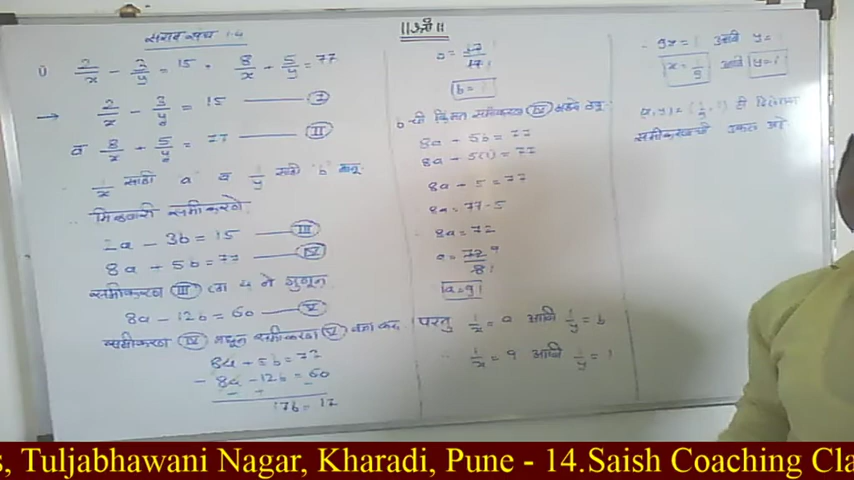 सराव संच 1.4
||ॐ||
i) 2/x - 3/y = 15 , 8/x + 5/y = 77
→ 2/x - 3/y = 15 —— I
व 8/x + 5/y = 77 —— II
1/x साठी a व 1/y साठी 'b' मानू
मिळणारी समीकरणे
2a - 3b = 15 —— III
8a + 5b = 77 —— IV
समीकरण III ला 4 ने गुणून
8a - 12b = 60 —— V
समीकरण IV मधून समीकरण V वजा करू
8a + 5b = 77
- 8a - 12b = 60
- + -
17b = 17
b = 17/17
b = 1
b ची किंमत समीकरण IV मध्ये ठेवू
8a + 5b = 77
8a + 5(1) = 77
8a + 5 = 77
8a = 77 - 5
8a = 72
a = 72/8
a = 9
परंतु 1/x = a आणि 1/y = b
∴ 1/x = 9 आणि 1/y = 1
9x = 1 आणि y = 1
x = 1/9 आणि y = 1
(x, y) = (1/9, 1) ही दिलेल्या
समीकरणाची उकल आहे
s, Tuljabhawani Nagar, Kharadi, Pune - 14.Saish Coaching Cla